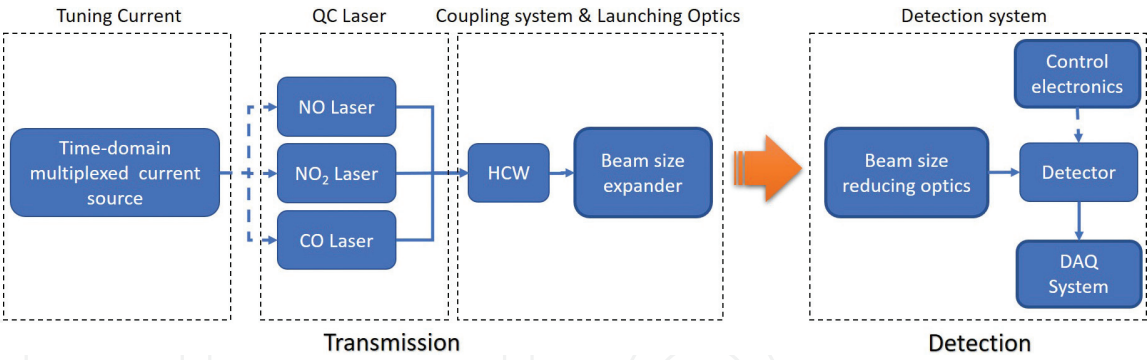 Tuning Current
QC Laser
Coupling system & Launching Optics
Detection system
Time-domain
multiplexed current
source
NO Laser
NO₂ Laser
CO Laser
HCW
Beam size
expander
Beam size
reducing optics
Control
electronics
Detector
DAQ
System
Transmission
Detection